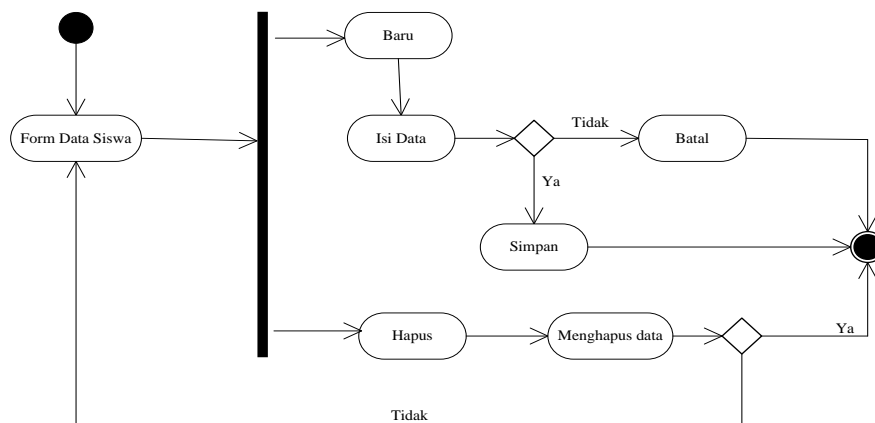 Baru
Form Data Siswa
Isi Data
Tidak
Batal
Ya
Simpan
Hapus
Menghapus data
Ya
Tidak